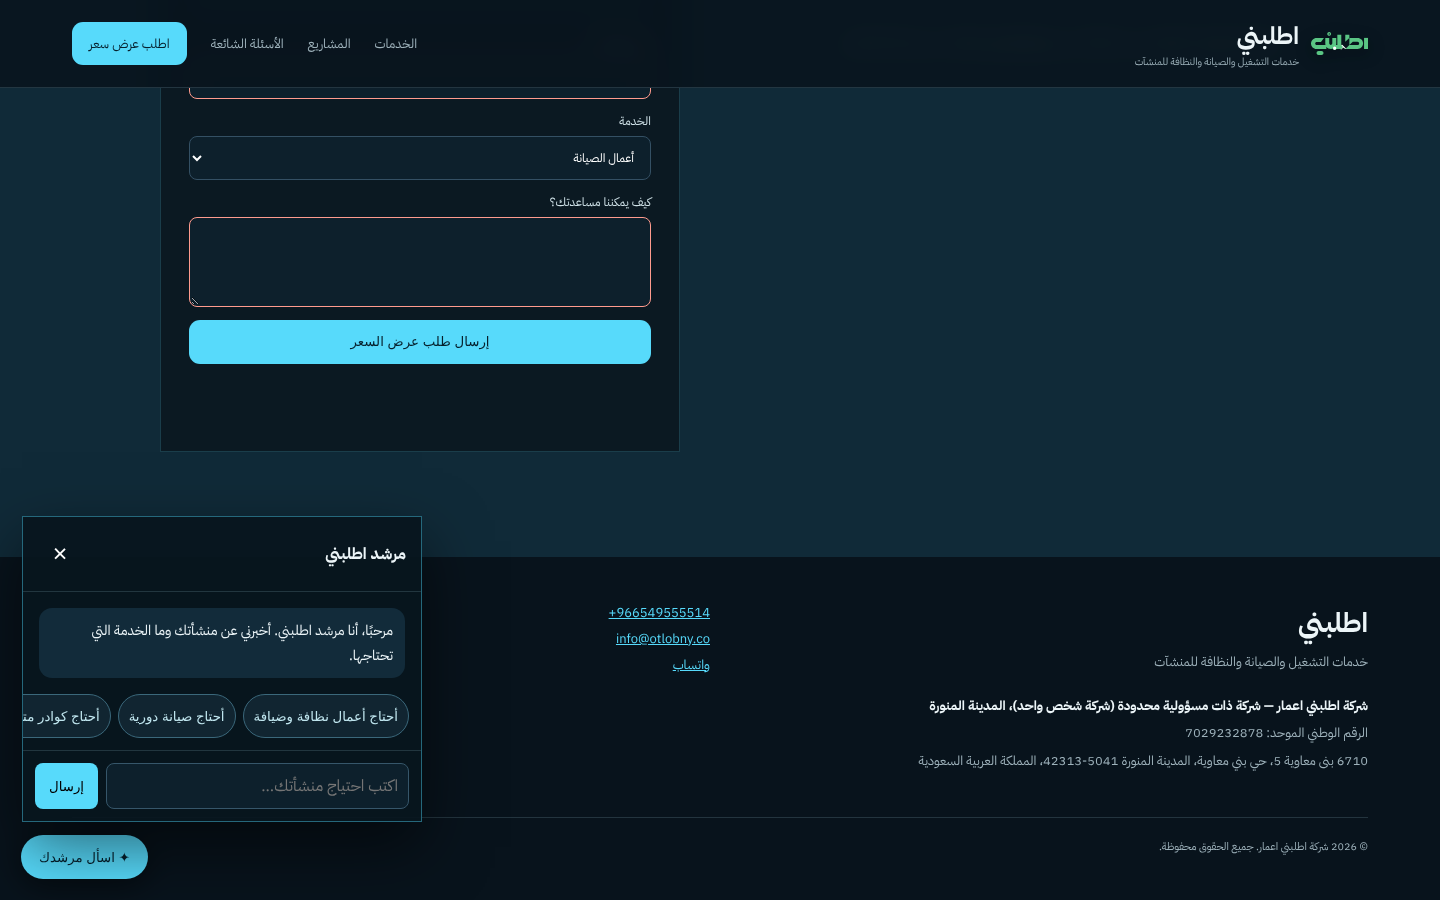 اطلبني
اطلبني
خدمات التشغيل والصيانة والنظافة للمنشآت
الخدمات
المشاريع
الأسئلة الشائعة
اطلب عرض سعر
الخدمة
أعمال الصيانة
كيف يمكننا مساعدتك؟
إرسال طلب عرض السعر
مرشد اطلبني
✕
مرحبًا، أنا مرشد اطلبني. أخبرني عن منشأتك وما الخدمة التي
تحتاجها.
أحتاج أعمال نظافة وضيافة
أحتاج صيانة دورية
أحتاج كوادر
اكتب احتياج منشأتك...
إرسال
✦ اسأل مرشدك
اطلبني
خدمات التشغيل والصيانة والنظافة للمنشآت
شركة اطلبني اعمار — شركة ذات مسؤولية محدودة (شركة شخص واحد)، المدينة المنورة
الرقم الوطني الموحد: 7029232878
6710 بنى معاوية 5، حي بني معاوية، المدينة المنورة 5041-42313، المملكة العربية السعودية
+966549555514
info@otlobny.co
واتساب
© 2026 شركة اطلبني اعمار. جميع الحقوق محفوظة.